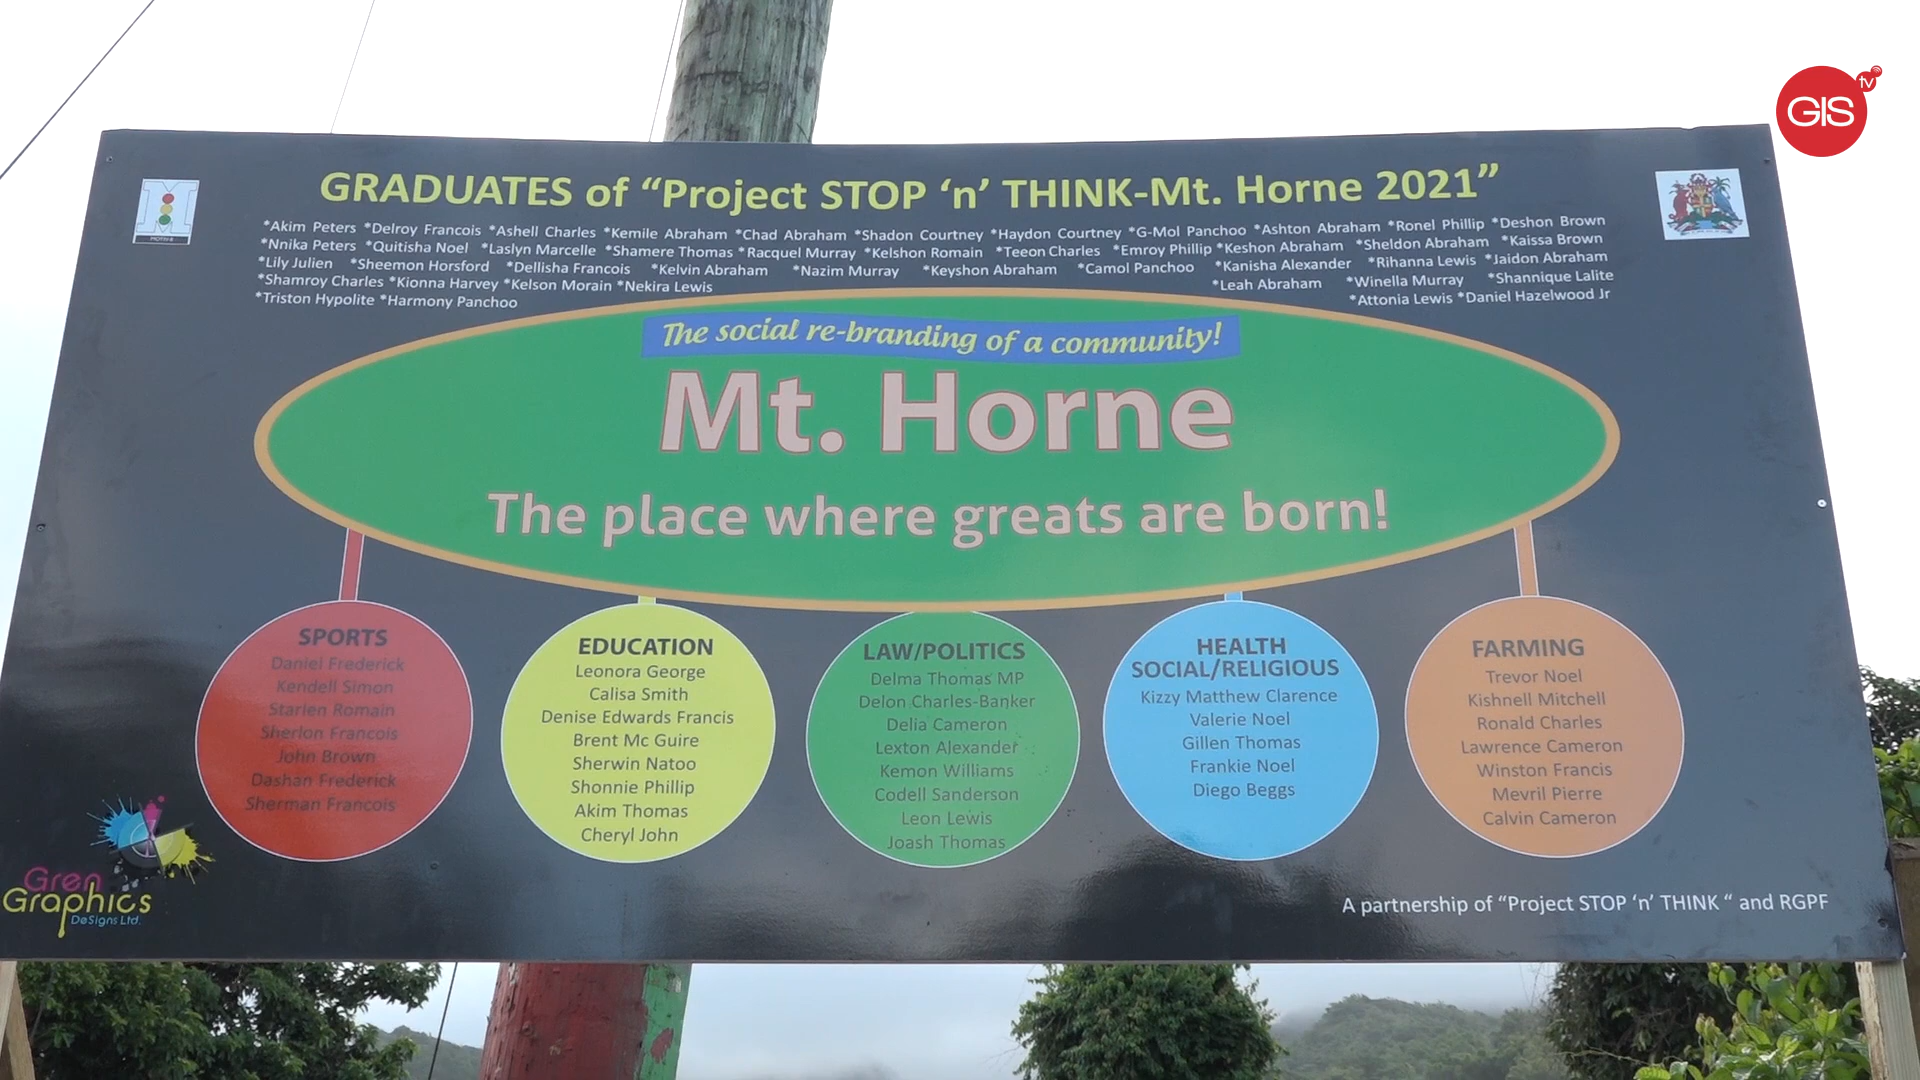 GIS tv
GRADUATES of “Project STOP ‘n’ THINK-Mt. Horne 2021”
*Akim Peters *Delroy Francois *Ashell Charles *Kemile Abraham *Chad Abraham *Shadon Courtney *Haydon Courtney *G-Mol Panchoo *Ashton Abraham *Ronel Phillip *Deshon Brown
*Nnika Peters *Quitisha Noel *Laslyn Marcelle *Shamere Thomas *Racquel Murray *Kelshon Romain *Teeon Charles *Emroy Phillip *Keshon Abraham *Sheldon Abraham *Kaissa Brown
*Lily Julien *Sheemon Horsford *Dellisha Francois *Kelvin Abraham *Nazim Murray *Keyshon Abraham *Camol Panchoo *Kanisha Alexander *Rihanna Lewis *Jaidon Abraham
*Shamroy Charles *Kionna Harvey *Kelson Morain *Nekira Lewis *Leah Abraham *Winella Murray *Shannique Lalite
*Triston Hypolite *Harmony Panchoo *Attonia Lewis *Daniel Hazelwood Jr
The social re-branding of a community!
Mt. Horne
The place where greats are born!
SPORTS
Daniel Frederick
Kendell Simon
Starlen Romain
Sherlon Francois
John Brown
Dashan Frederick
Sherman Francois
EDUCATION
Leonora George
Calisa Smith
Denise Edwards Francis
Brent Mc Guire
Sherwin Natoo
Shonnie Phillip
Akim Thomas
Cheryl John
LAW/POLITICS
Delma Thomas MP
Delon Charles-Banker
Delia Cameron
Lexton Alexander
Kemon Williams
Codell Sanderson
Leon Lewis
Joash Thomas
HEALTH
SOCIAL/RELIGIOUS
Kizzy Matthew Clarence
Valerie Noel
Gillen Thomas
Frankie Noel
Diego Beggs
FARMING
Trevor Noel
Kishnell Mitchell
Ronald Charles
Lawrence Cameron
Winston Francis
Mevril Pierre
Calvin Cameron
Gren
Graphics
DeSigns Ltd.
A partnership of “Project STOP ‘n’ THINK “ and RGPF